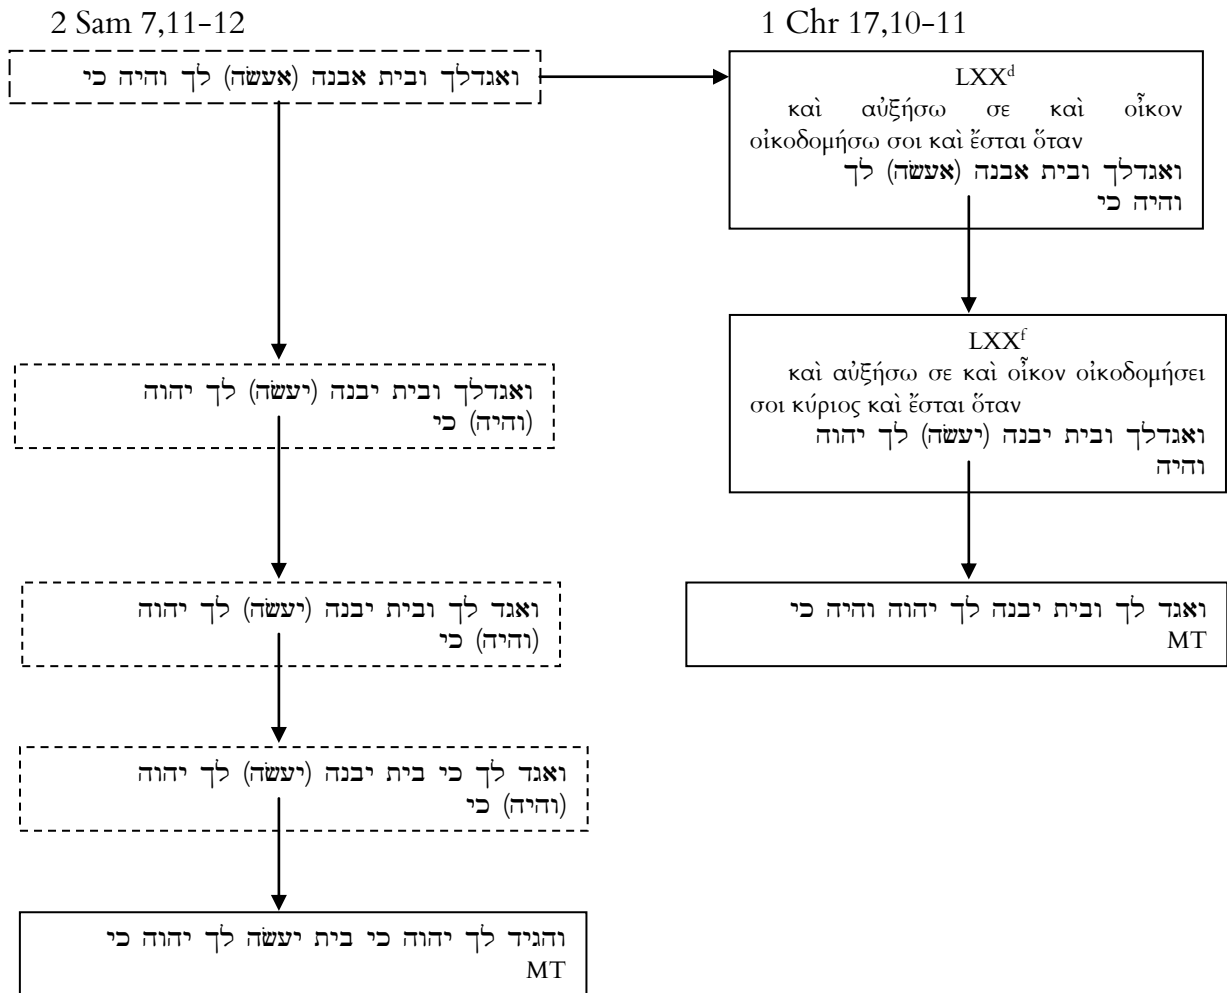 2 Sam 7,11-12
ואגדלך ובית אבנה (אעשׂה) לך והיה כי
ואגדלך ובית יבנה (יעשׂה) לך יהוה
(והיה) כי
ואגד לך ובית יבנה (יעשׂה) לך יהוה
(והיה) כי
ואגד לך כי בית יבנה (יעשׂה) לך יהוה
(והיה) כי
והגיד לך יהוה כי בית יעשׂה לך יהוה כי
MT
1 Chr 17,10-11
LXXᵈ
καὶ αὐξήσω σε καὶ οἶκον
οἰκοδομήσω σοι καὶ ἔσται ὅταν
ואגדלך ובית אבנה (אעשׂה) לך
והיה כי
LXXᶠ
καὶ αὐξήσω σε καὶ οἶκον οἰκοδομήσει
σοι κύριος καὶ ἔσται ὅταν
ואגדלך ובית יבנה (יעשׂה) לך יהוה
והיה
ואגד לך ובית יבנה לך יהוה והיה כי
MT